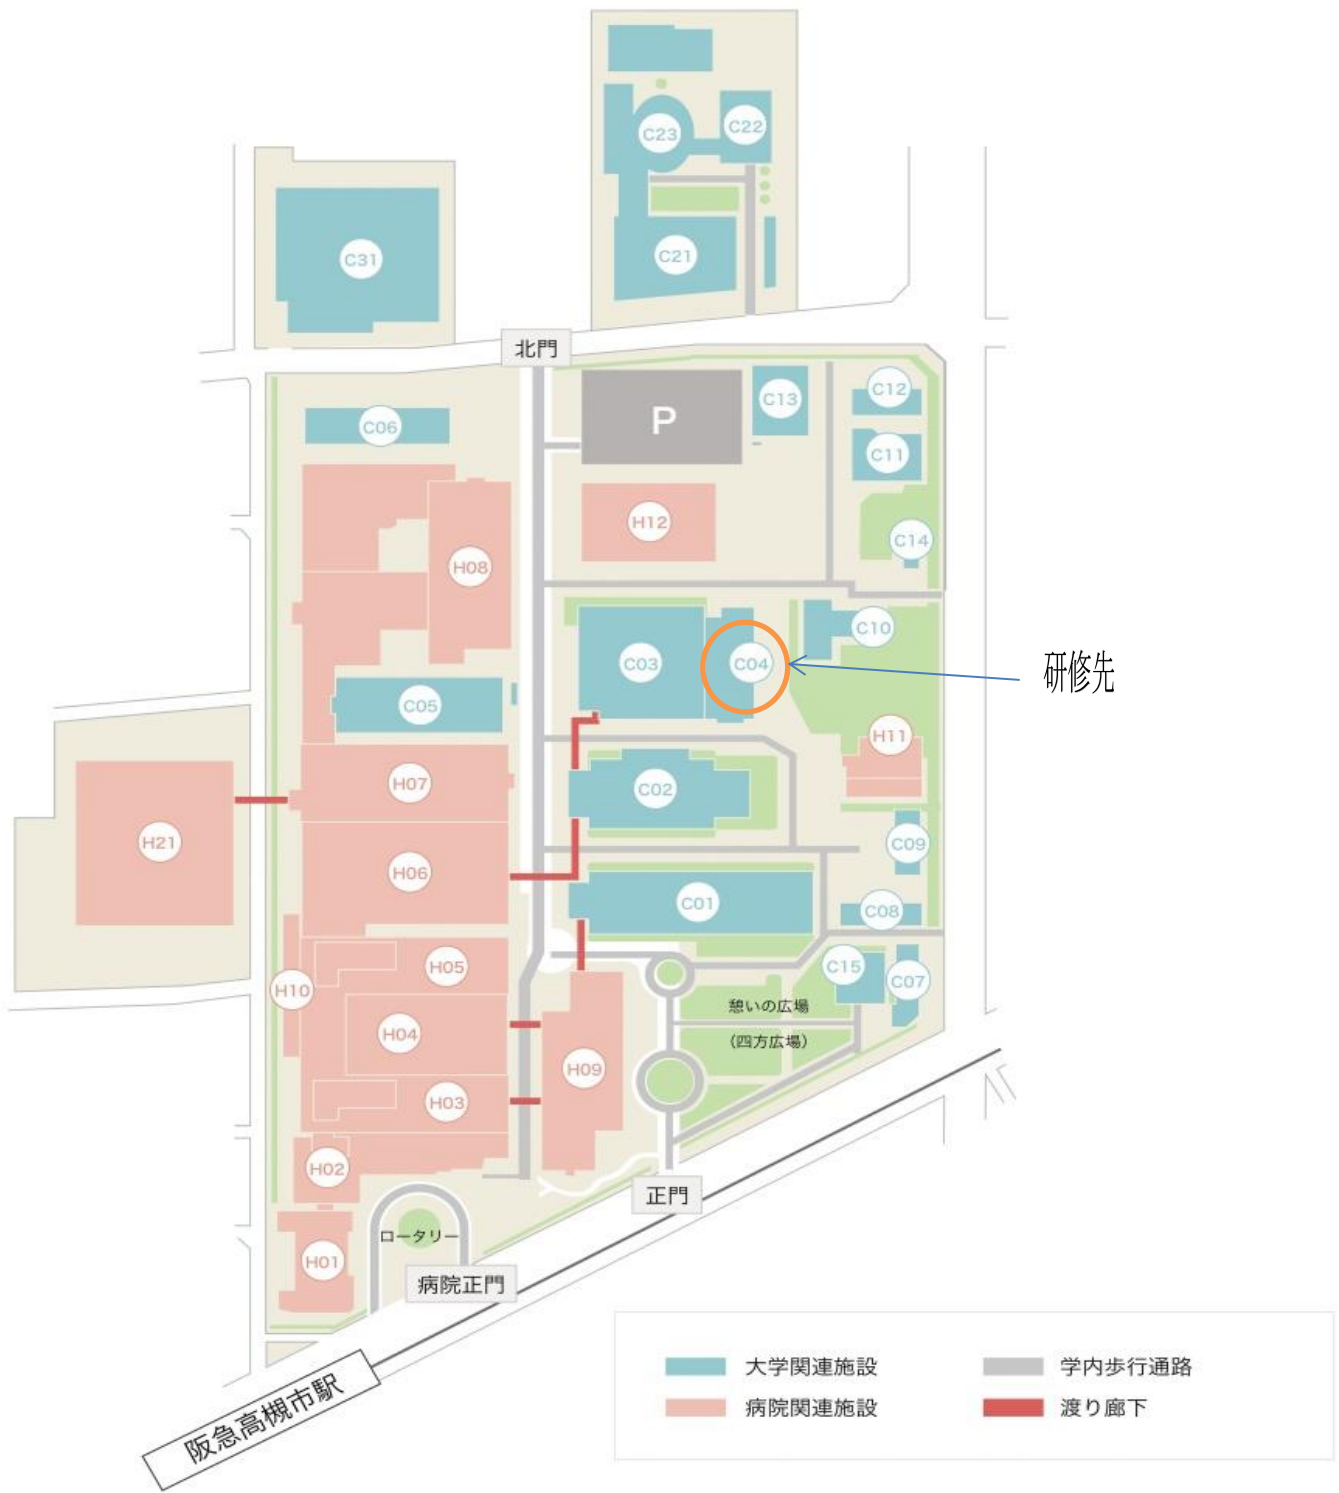 C23
C22
C31
C21
北門
P
C13
C12
C06
C11
H12
C14
H08
C03
C04
C10
研修先
C05
H11
H07
C02
H21
H06
C09
C01
C08
H05
C15
C07
H10
憩いの広場
H04
(四方広場)
H09
H03
H02
正門
ロータリー
H01
病院正門
阪急高槻市駅
大学関連施設
学内歩行通路
病院関連施設
渡り廊下